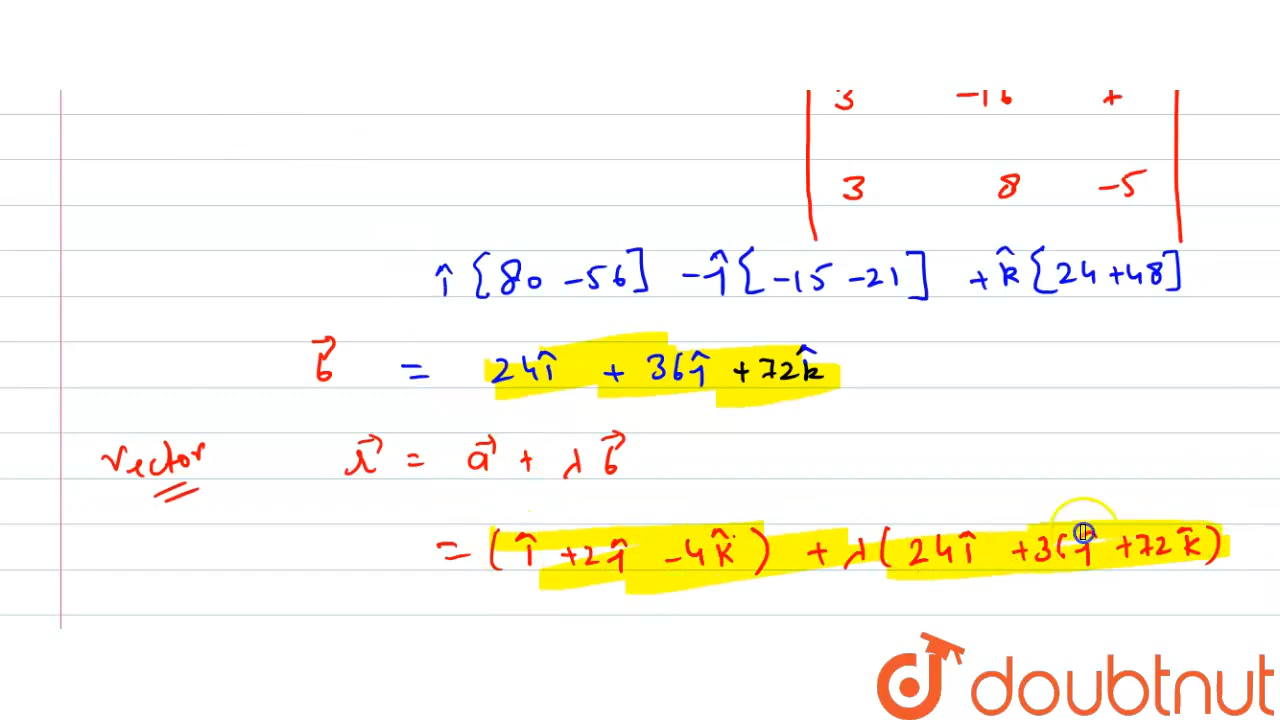 3 -16
3 8 -5
î [80 -56] -ĵ[-15 -21] +k̂[24+48]
b⃗ = 24î + 36ĵ +72k̂
Vector r⃗ = a⃗ + λb⃗
= (î +2ĵ -4k̂) + λ(24î +36ĵ +72k̂)
doubtnut